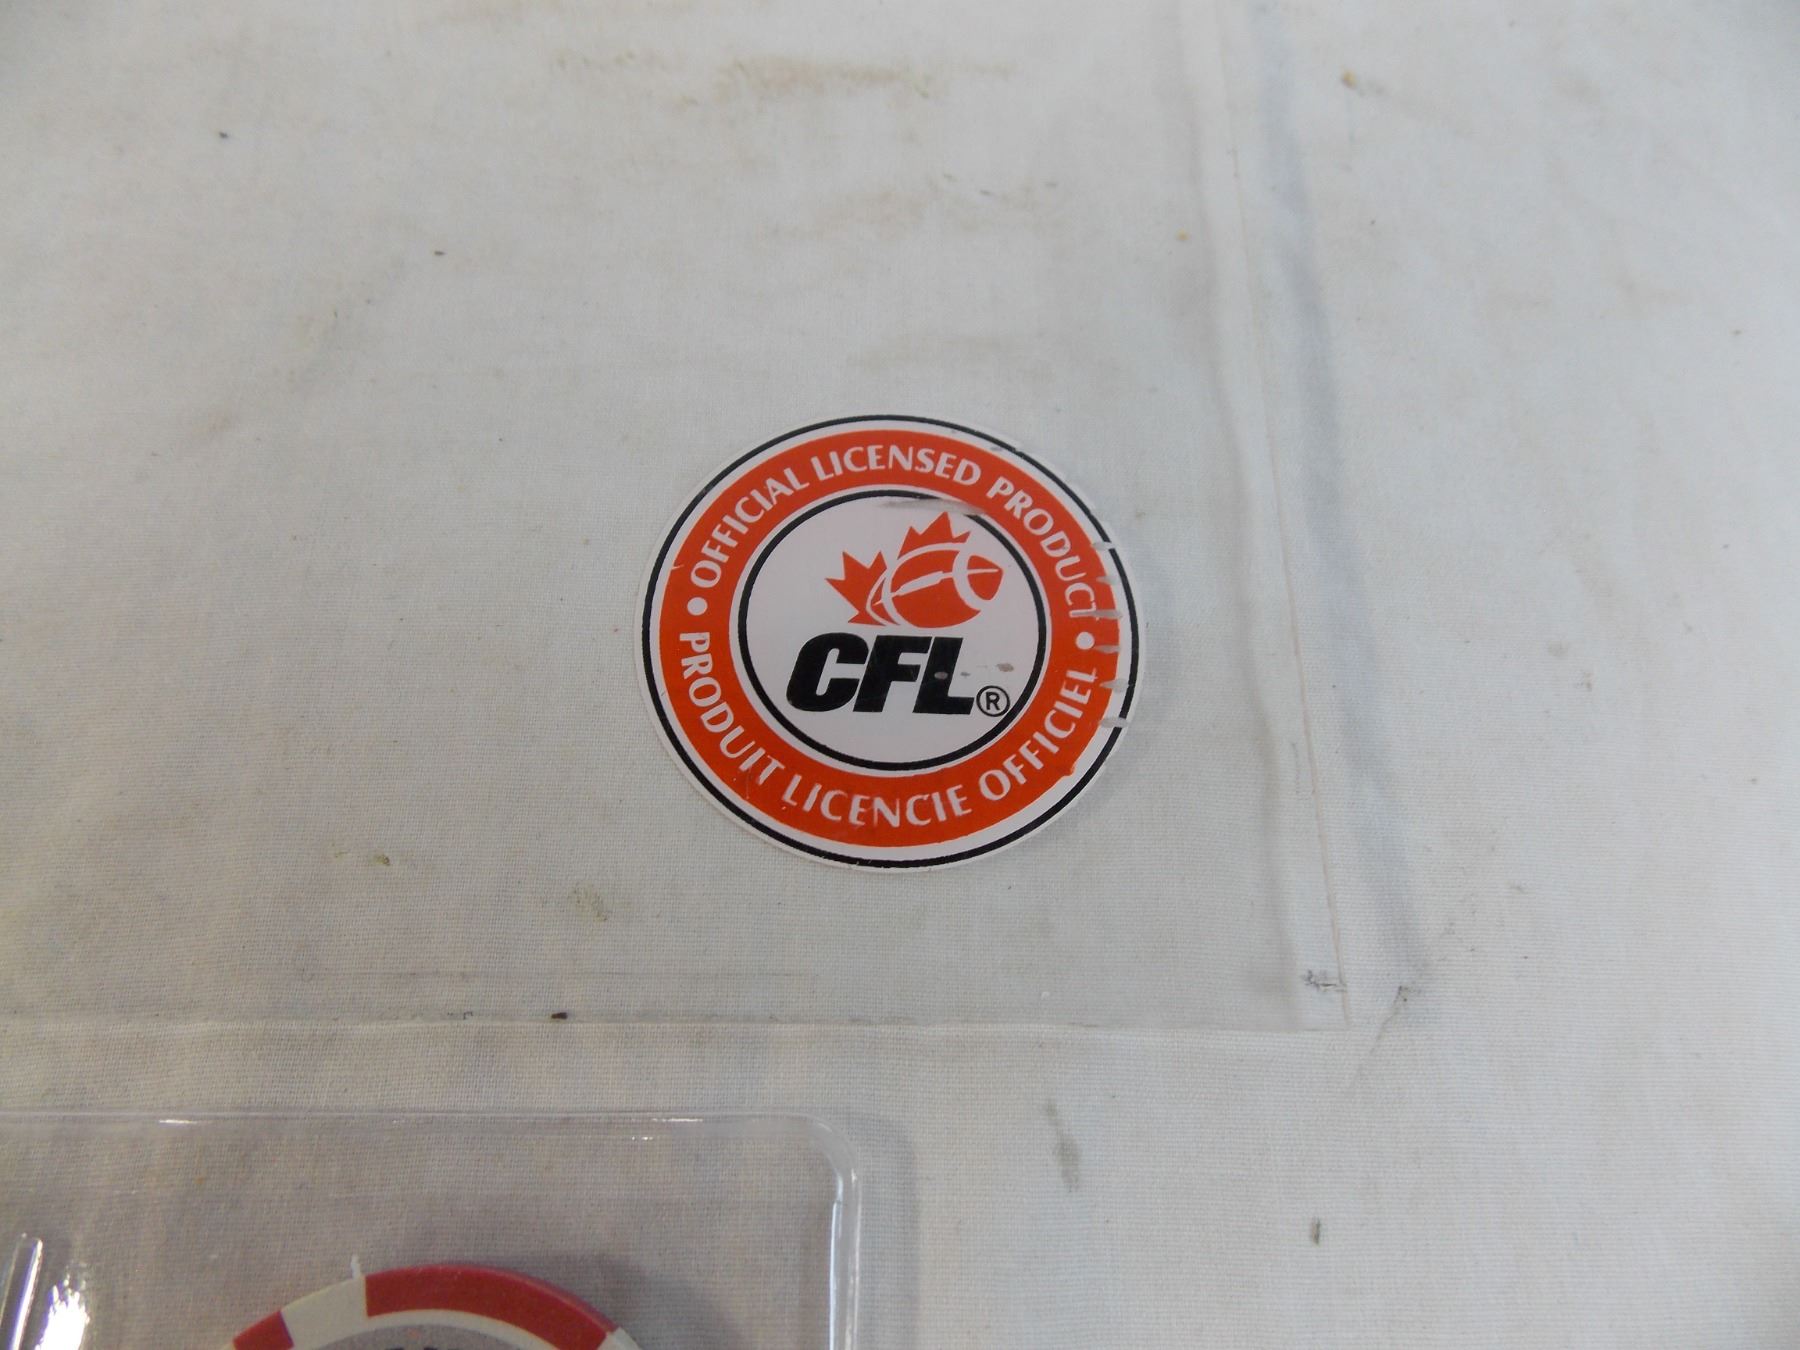 OFFICIAL LICENSED PRODUCT
CFL®
PRODUIT LICENCIE OFFICIEL